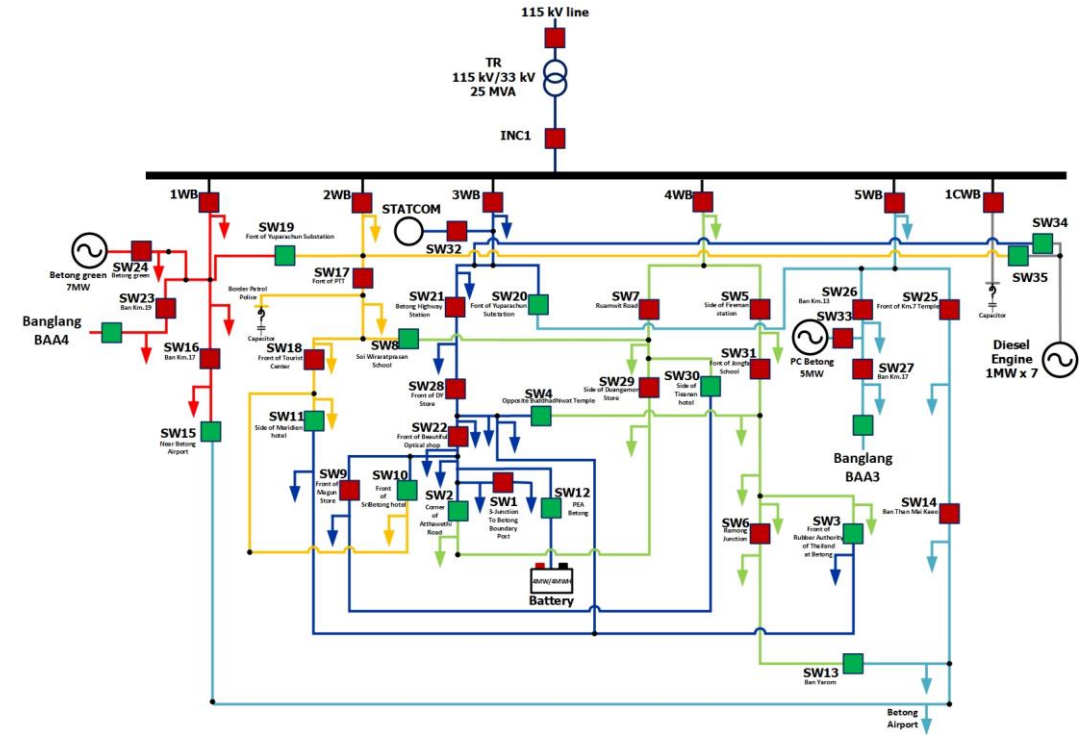 115 kV line
TR
115 kV/33 kV
25 MVA
INC1
1WB
2WB
3WB
4WB
5WB
1CWB
STATCOM
SW32
SW34
SW35
SW19
Font of Yuparachun Substation
Betong green
7MW
SW24
Betong green
SW23
Ban Km.19
Banglang
BAA4
SW16
Ban Km.17
SW15
Near Betong
Airport
SW17
Font of PTT
Border Patrol
Police
Capacitor
SW18
Front of Tourist
Center
SW8
Soi Wiraratprasan
School
SW11
Side of Meridien
hotel
SW21
Betong Highway
Station
SW20
Font of Yuparachun
Substation
SW28
Front of DY
Store
SW22
Front of Beautiful
Optical shop
SW4
Opposite Buddhadhiwat Temple
SW9
Front of
Magun
Store
SW10
Front
of
SriBetong hotel
SW2
Corner
of
Atthawethi
Road
SW1
3-Junction
To Betong
Boundary
Post
SW12
PEA
Betong
4MW/4MWH
Battery
SW7
Ruamwit Road
SW5
Side of Fireman
station
SW31
Font of Jongfa
School
SW29
Side of Duangamon
Store
SW30
Side of
Tiranan
hotel
SW6
Ramong
Junction
SW3
Front of
Rubber Authority
of Thailand
at Betong
SW13
Ban Yarom
SW26
Ban Km.13
SW25
Front of Km.7 Temple
SW33
PC Betong
5MW
SW27
Ban Km.17
Banglang
BAA3
SW14
Ban Than Mai Kaeo
Capacitor
Diesel
Engine
1MW x 7
Betong
Airport